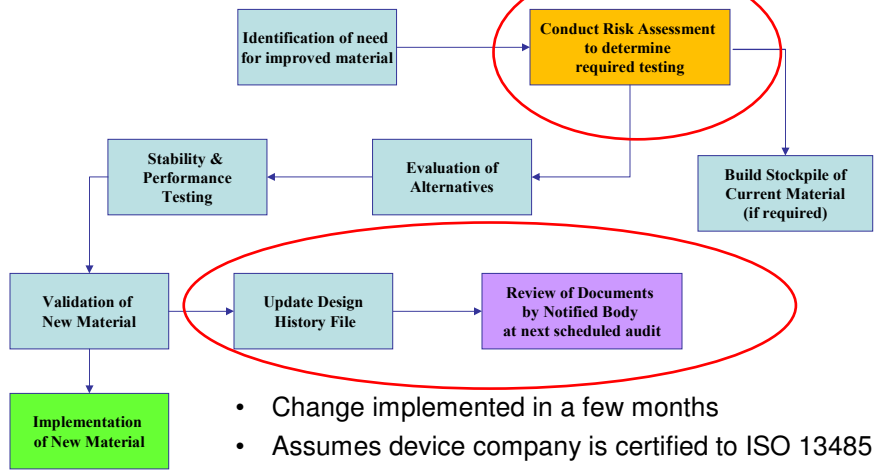 Identification of need
for improved material
Conduct Risk Assessment
to determine
required testing
Stability &
Performance
Testing
Evaluation of
Alternatives
Build Stockpile of
Current Material
(if required)
Validation of
New Material
Update Design
History File
Review of Documents
by Notified Body
at next scheduled audit
Implementation
of New Material
• Change implemented in a few months
• Assumes device company is certified to ISO 13485